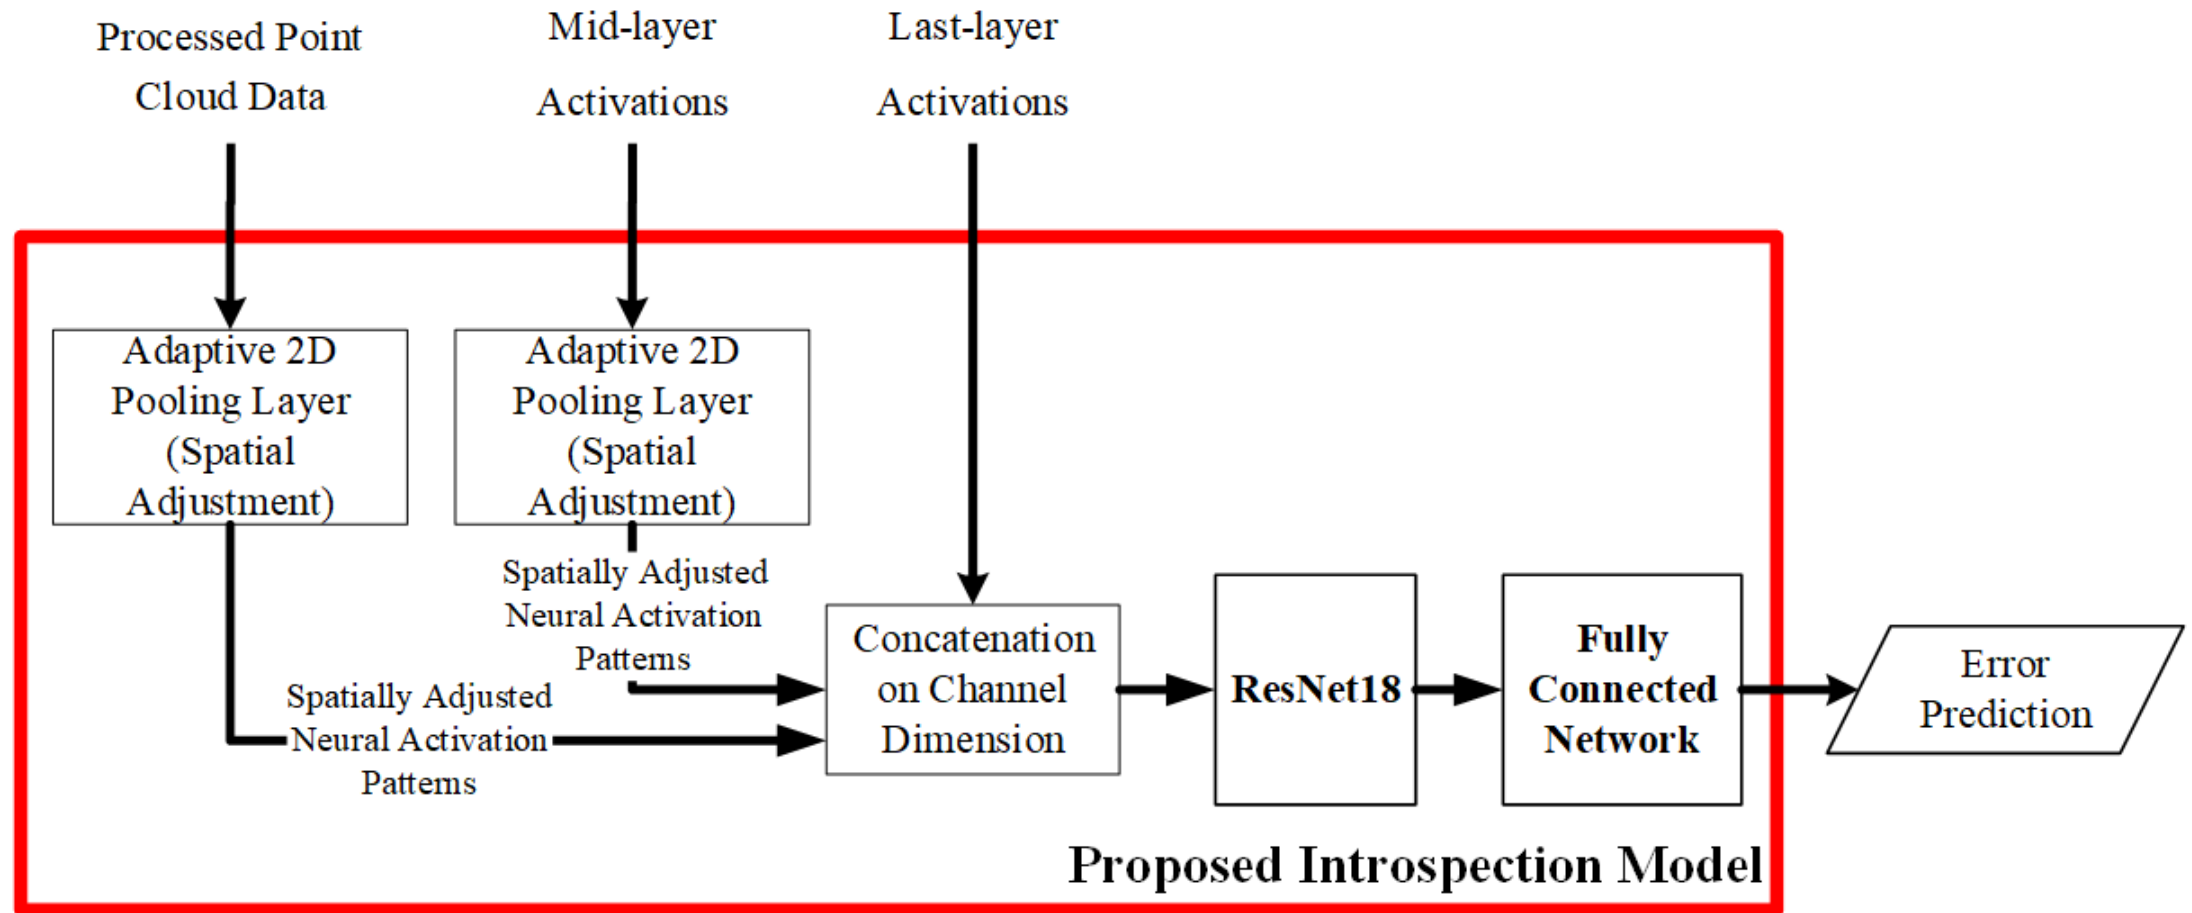 Processed Point
Cloud Data
Mid-layer
Activations
Last-layer
Activations
Adaptive 2D
Pooling Layer
(Spatial
Adjustment)
Adaptive 2D
Pooling Layer
(Spatial
Adjustment)
Spatially Adjusted
Neural Activation
Patterns
Spatially Adjusted
Neural Activation
Patterns
Concatenation
on Channel
Dimension
ResNet18
Fully
Connected
Network
Error
Prediction
Proposed Introspection Model